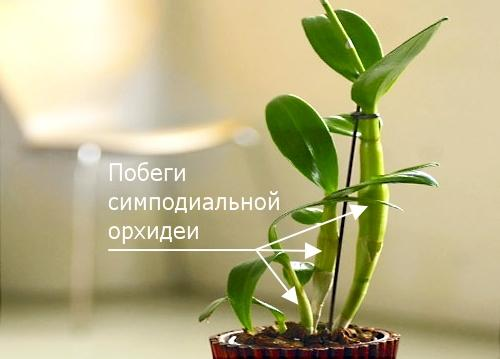 Побеги
симподиальной
орхидеи